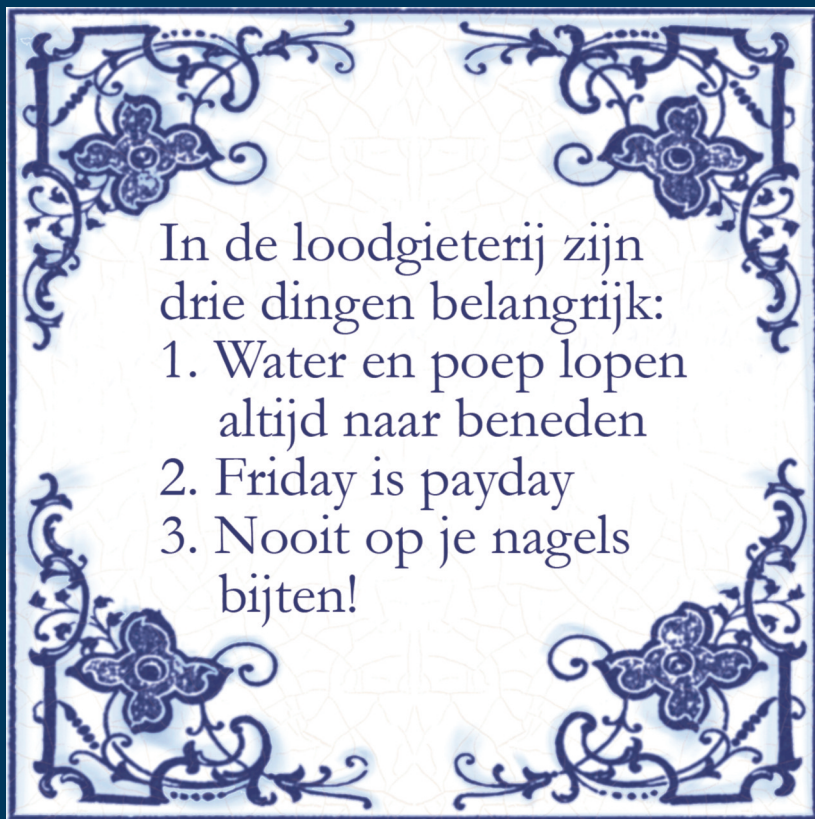 In de loodgieterij zijn
drie dingen belangrijk:
1. Water en poep lopen
altijd naar beneden
2. Friday is payday
3. Nooit op je nagels
bijten!